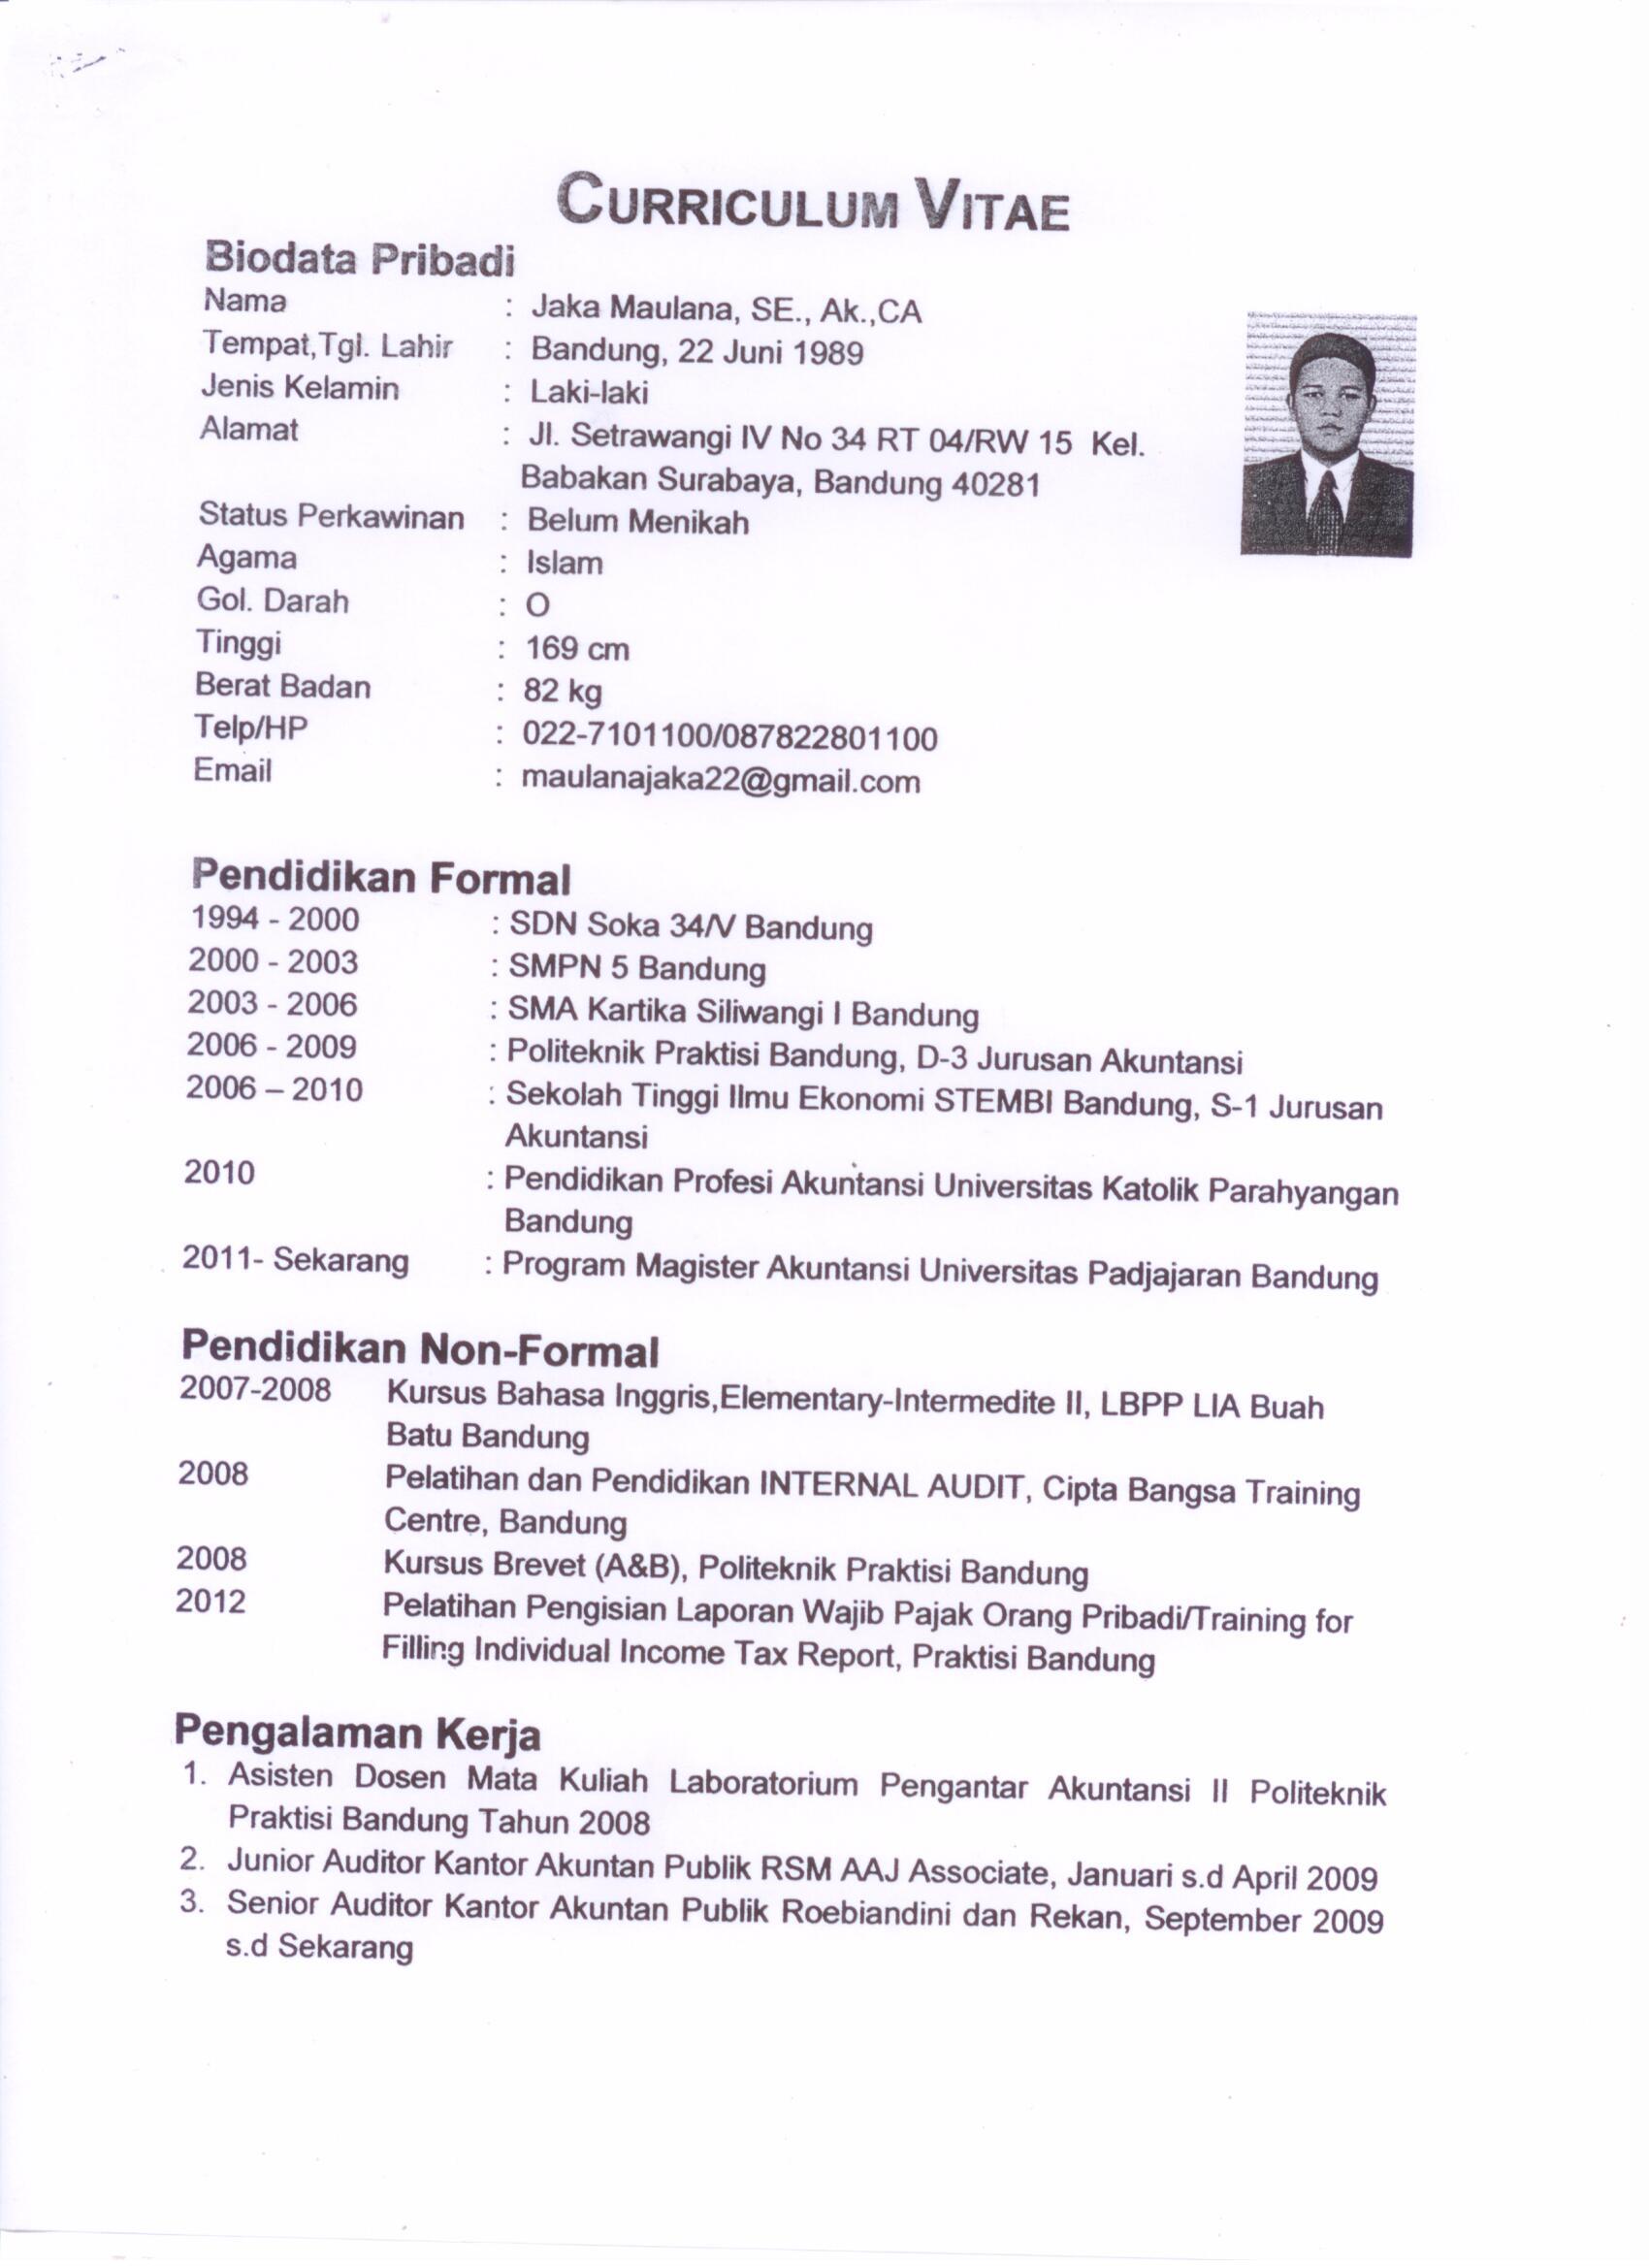 CURRICULUM VITAE
Biodata Pribadi
Nama : Jaka Maulana, SE., Ak.,CA
Tempat,Tgl. Lahir : Bandung, 22 Juni 1989
Jenis Kelamin : Laki-laki
Alamat : Jl. Setrawangi IV No 34 RT 04/RW 15 Kel.
Babakan Surabaya, Bandung 40281
Status Perkawinan : Belum Menikah
Agama : Islam
Gol. Darah : O
Tinggi : 169 cm
Berat Badan : 82 kg
Telp/HP : 022-7101100/087822801100
Email : maulanajaka22@gmail.com
Pendidikan Formal
1994 - 2000 : SDN Soka 34/V Bandung
2000 - 2003 : SMPN 5 Bandung
2003 - 2006 : SMA Kartika Siliwangi I Bandung
2006 - 2009 : Politeknik Praktisi Bandung, D-3 Jurusan Akuntansi
2006 – 2010 : Sekolah Tinggi Ilmu Ekonomi STEMBI Bandung, S-1 Jurusan
Akuntansi
2010 : Pendidikan Profesi Akuntansi Universitas Katolik Parahyangan
Bandung
2011- Sekarang : Program Magister Akuntansi Universitas Padjajaran Bandung
Pendidikan Non-Formal
2007-2008 Kursus Bahasa Inggris,Elementary-Intermedite II, LBPP LIA Buah
Batu Bandung
2008 Pelatihan dan Pendidikan INTERNAL AUDIT, Cipta Bangsa Training
Centre, Bandung
2008 Kursus Brevet (A&B), Politeknik Praktisi Bandung
2012 Pelatihan Pengisian Laporan Wajib Pajak Orang Pribadi/Training for
Filling Individual Income Tax Report, Praktisi Bandung
Pengalaman Kerja
1. Asisten Dosen Mata Kuliah Laboratorium Pengantar Akuntansi II Politeknik
Praktisi Bandung Tahun 2008
2. Junior Auditor Kantor Akuntan Publik RSM AAJ Associate, Januari s.d April 2009
3. Senior Auditor Kantor Akuntan Publik Roebiandini dan Rekan, September 2009
s.d Sekarang